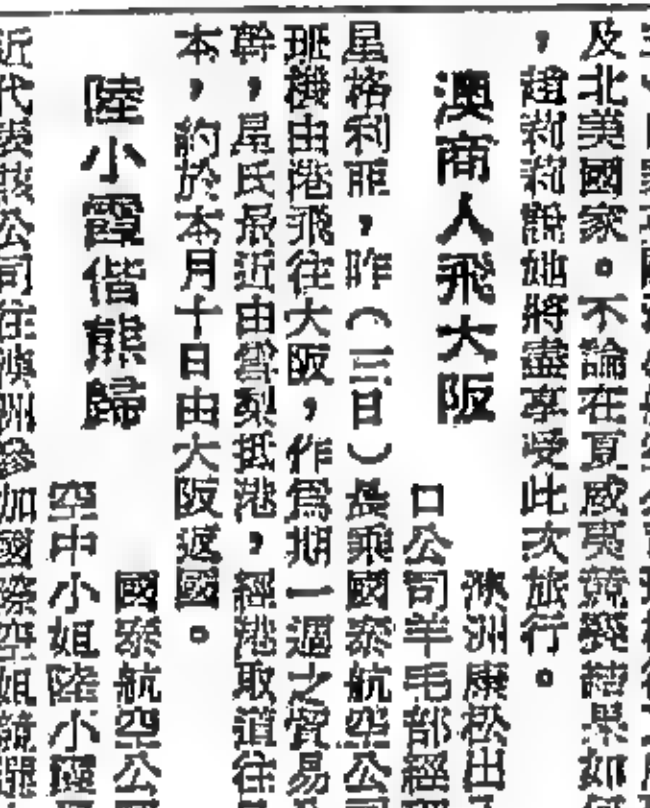 及北美國家。不論在夏威夷競選結果如
，趙莉莉說她將盡享受此次旅行。
澳商人飛大阪
澳洲康松出
口公司羊毛部經理
星格利菲，昨（三日）晨乘國泰航空公司
班機由港飛往大阪，作為期一週之貿易
幹，星氏最近由雪梨抵港，經港取道往
本，約於本月十日由大阪返國。
陸小霞偕熊歸
國泰航空公
空中小姐陸小霞
近代表該公司往澳洲參加國際空姐競選